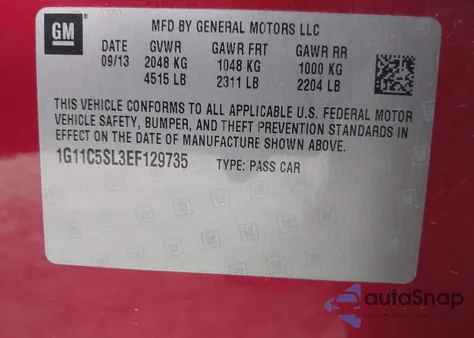 GM
MFD BY GENERAL MOTORS LLC
DATE GVWR GAWR FRT GAWR RR
09/13 2048 KG 1048 KG 1000 KG
4515 LB 2311 LB 2204 LB
THIS VEHICLE CONFORMS TO ALL APPLICABLE U.S. FEDERAL MOTOR
VEHICLE SAFETY, BUMPER, AND THEFT PREVENTION STANDARDS IN
EFFECT ON THE DATE OF MANUFACTURE SHOWN ABOVE.
1G11C5SL3EF129735 TYPE: PASS CAR
autoSnap